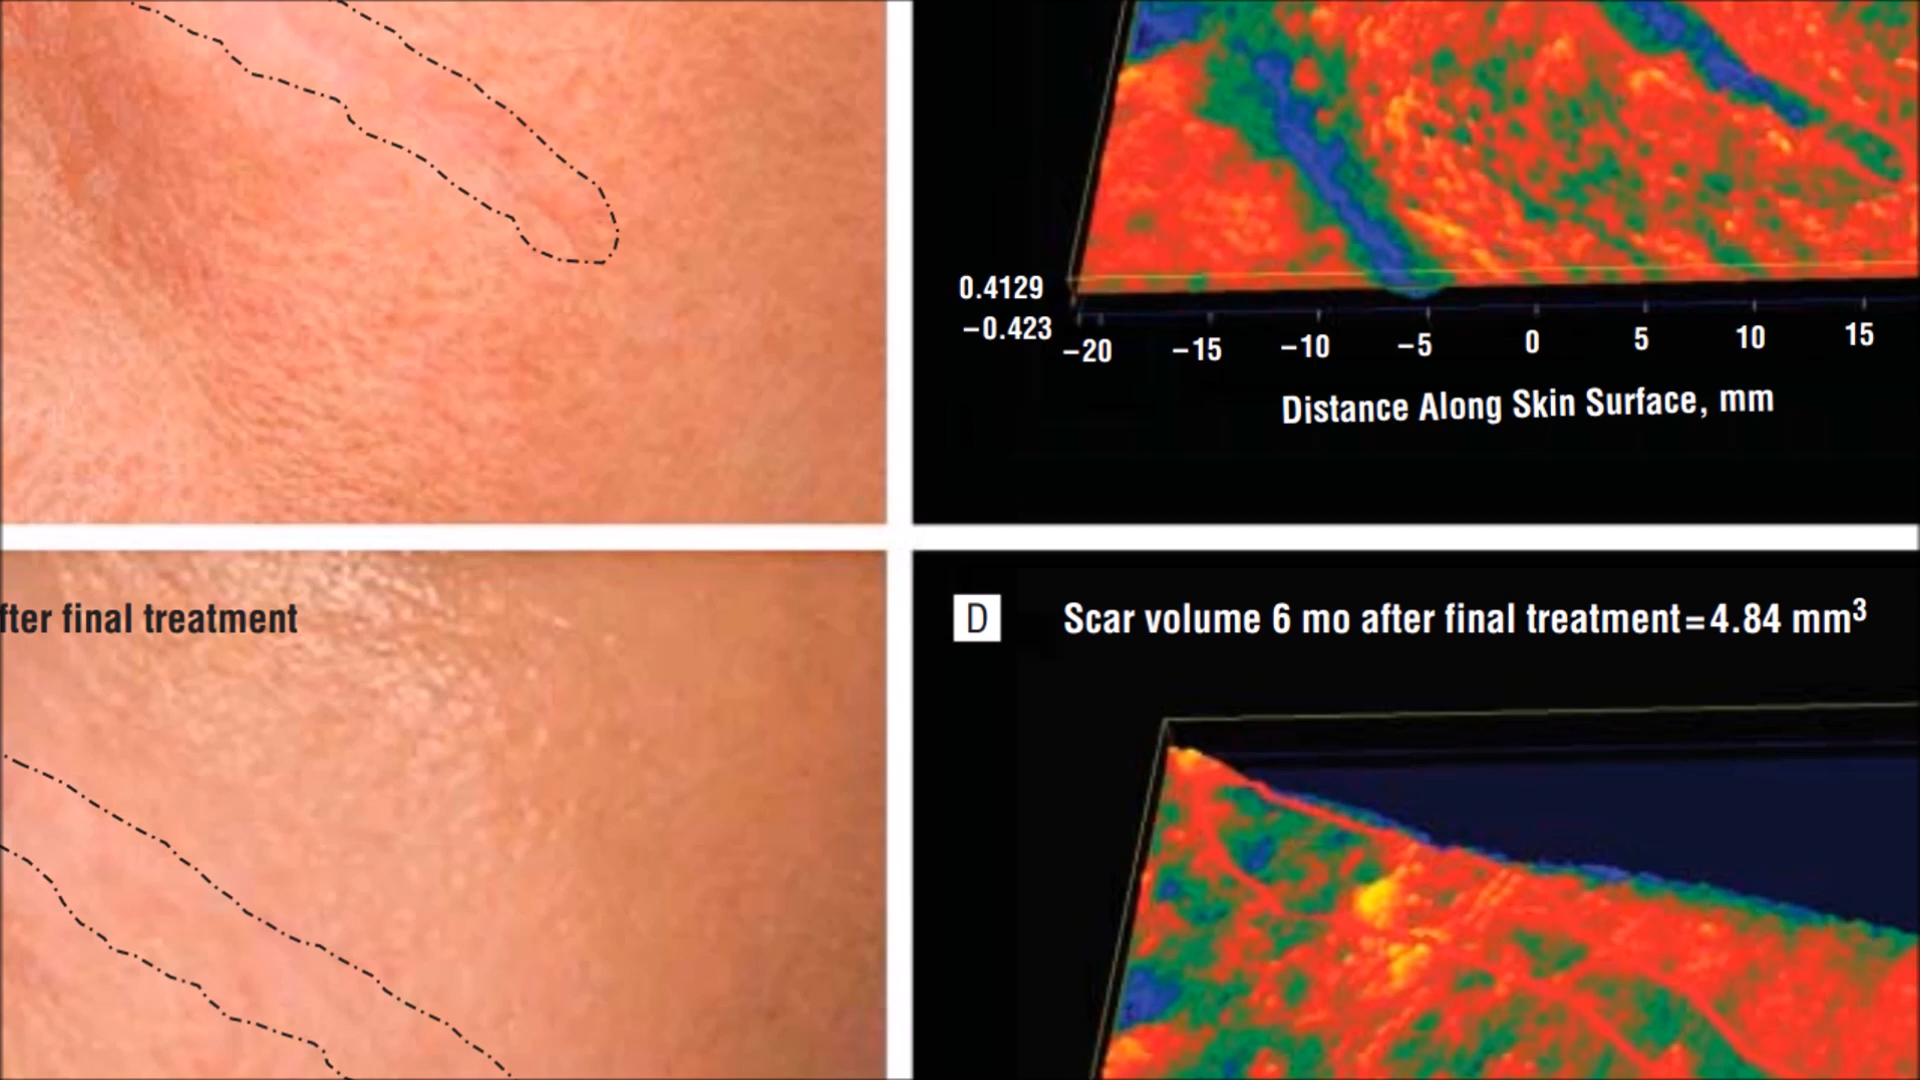 0.4129
−0.423
−20 −15 −10 −5 0 5 10 15
Distance Along Skin Surface, mm
fter final treatment
D Scar volume 6 mo after final treatment=4.84 mm³